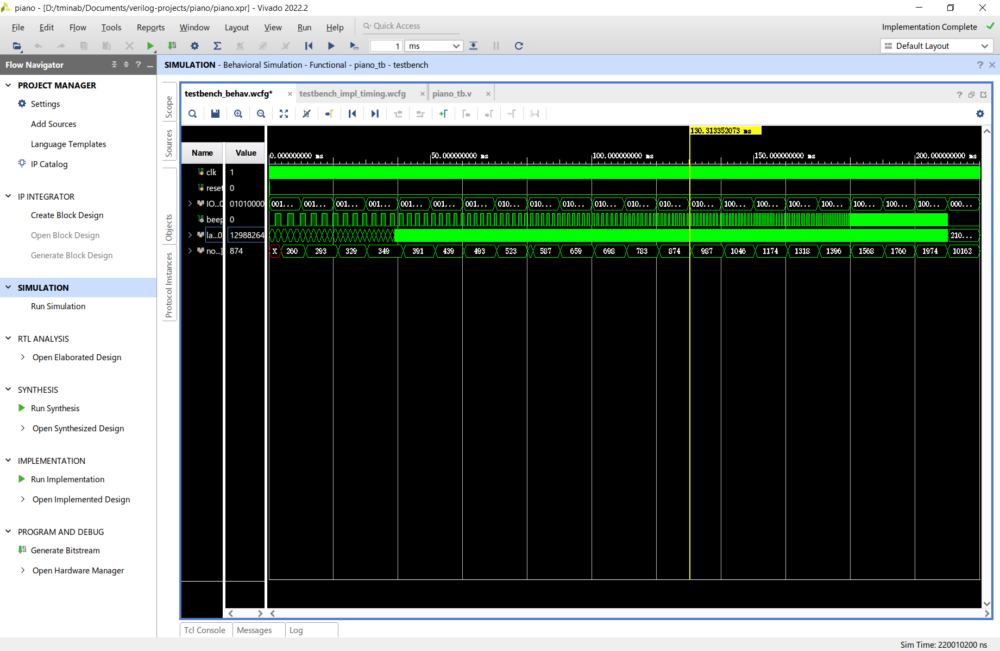 piano - [D:/tminab/Documents/verilog-projects/piano/piano.xpr] - Vivado 2022.2
File Edit Flow Tools Reports Window Layout View Run Help Quick Access Implementation Complete
1 ms Default Layout
Flow Navigator ? SIMULATION - Behavioral Simulation - Functional - piano_tb - testbench ?
PROJECT MANAGER
Settings
Add Sources
Language Templates
IP Catalog
IP INTEGRATOR
Create Block Design
Open Block Design
Generate Block Design
SIMULATION
Run Simulation
RTL ANALYSIS
Open Elaborated Design
SYNTHESIS
Run Synthesis
Open Synthesized Design
IMPLEMENTATION
Run Implementation
Open Implemented Design
PROGRAM AND DEBUG
Generate Bitstream
Open Hardware Manager
Scope
Sources
Objects
Protocol Instances
testbench_behav.wcfg* testbench_impl_timing.wcfg piano_tb.v ?
130.313352073 ms
Name Value 0.000000000 ms 50.000000000 ms 100.000000000 ms 150.000000000 ms 200.000000000 ms
clk 1
reset 0
IO...0 01010000 001... 001... 001... 001... 001... 001... 001... 010... 010... 010... 010... 010... 010... 010... 100... 100... 100... 100... 100... 100... 000...
beep 0
la...0] 12988264 210...
no...] 874 X 260 293 329 349 391 439 493 523 587 659 698 783 874 987 1046 1174 1318 1396 1568 1760 1974 10162
Tcl Console Messages Log
Sim Time: 220010200 ns